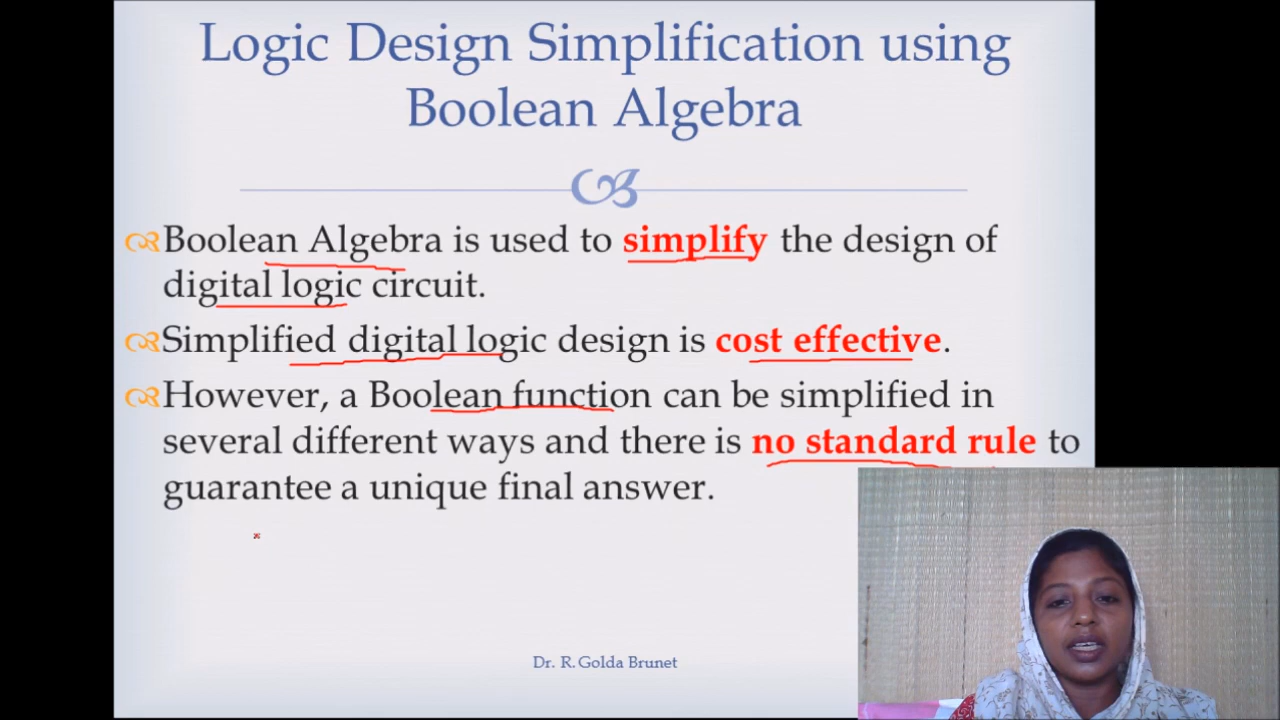 Logic Design Simplification using
Boolean Algebra
Boolean Algebra is used to simplify the design of
digital logic circuit.
Simplified digital logic design is cost effective.
However, a Boolean function can be simplified in
several different ways and there is no standard rule to
guarantee a unique final answer.
Dr. R.Golda Brunet